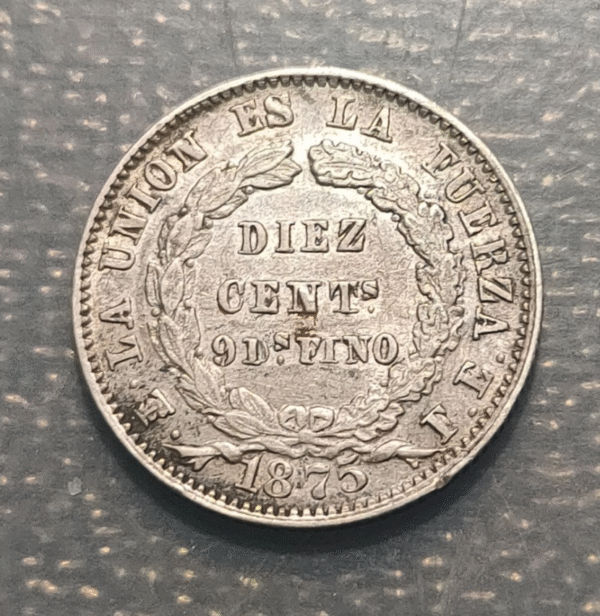 LA UNION ES LA FUERZA
DIEZ
CENTS.
9Ds. FINO
F. E.
1875